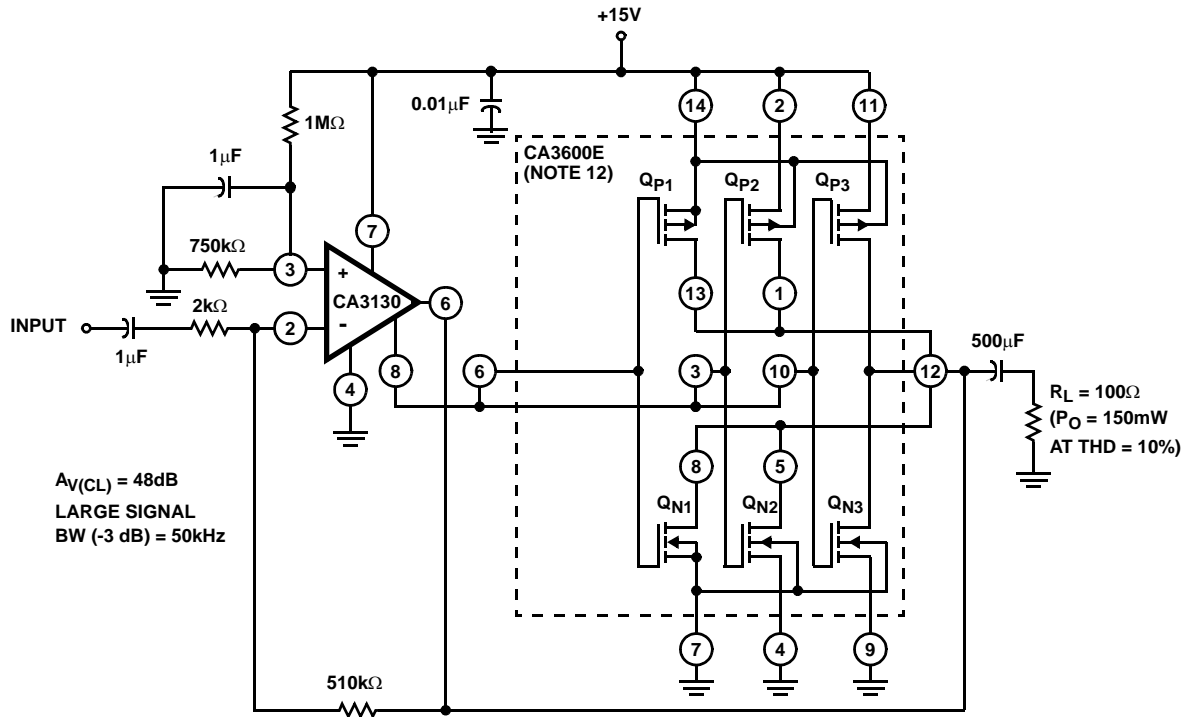 +15V
0.01μF
14
2
11
1MΩ
CA3600E
(NOTE 12)
1μF
QP1
QP2
QP3
7
750kΩ
3
+
CA3130
6
13
1
2kΩ
INPUT
2
-
1μF
500μF
8
6
3
10
12
4
RL = 100Ω
(PO = 150mW
AT THD = 10%)
8
5
AV(CL) = 48dB
LARGE SIGNAL
BW (-3 dB) = 50kHz
QN1
QN2
QN3
7
4
9
510kΩ